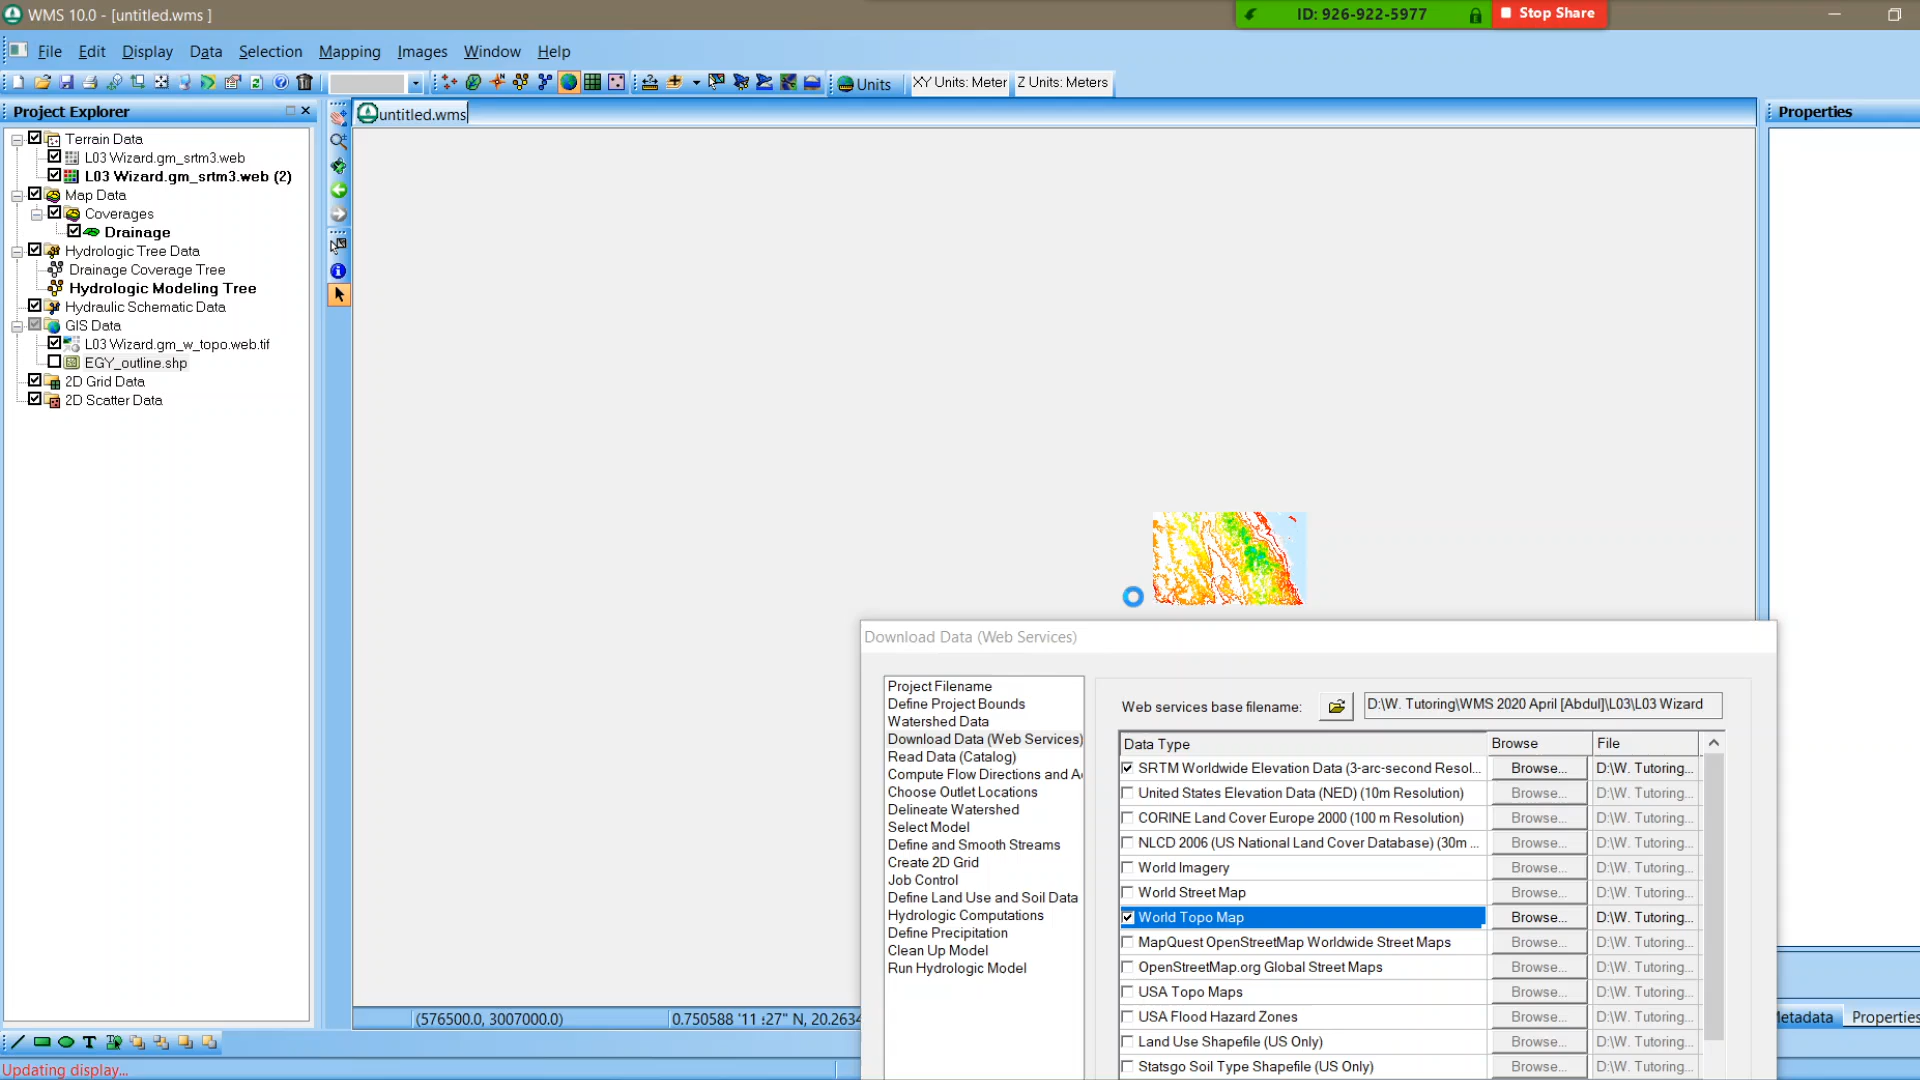 WMS 10.0 - [untitled.wms ]
ID: 926-922-5977
Stop Share
File Edit Display Data Selection Mapping Images Window Help
Units XY Units: Meter Z Units: Meters
Project Explorer
Terrain Data
L03 Wizard.gm_srtm3.web
L03 Wizard.gm_srtm3.web (2)
Map Data
Coverages
Drainage
Hydrologic Tree Data
Drainage Coverage Tree
Hydrologic Modeling Tree
Hydraulic Schematic Data
GIS Data
L03 Wizard.gm_w_topo.web.tif
EGY_outline.shp
2D Grid Data
2D Scatter Data
untitled.wms
Properties
Download Data (Web Services)
Project Filename
Define Project Bounds
Watershed Data
Download Data (Web Services)
Read Data (Catalog)
Compute Flow Directions and A
Choose Outlet Locations
Delineate Watershed
Select Model
Define and Smooth Streams
Create 2D Grid
Job Control
Define Land Use and Soil Data
Hydrologic Computations
Define Precipitation
Clean Up Model
Run Hydrologic Model
Web services base filename: D:\W. Tutoring\WMS 2020 April [Abdul]\L03\L03 Wizard
Data Type Browse File
SRTM Worldwide Elevation Data (3-arc-second Resol... Browse... D:\W. Tutoring...
United States Elevation Data (NED) (10m Resolution) Browse... D:\W. Tutoring...
CORINE Land Cover Europe 2000 (100 m Resolution) Browse... D:\W. Tutoring...
NLCD 2006 (US National Land Cover Database) (30m ... Browse... D:\W. Tutoring...
World Imagery Browse... D:\W. Tutoring...
World Street Map Browse... D:\W. Tutoring...
World Topo Map Browse... D:\W. Tutoring...
MapQuest OpenStreetMap Worldwide Street Maps Browse... D:\W. Tutoring...
OpenStreetMap.org Global Street Maps Browse... D:\W. Tutoring...
USA Topo Maps Browse... D:\W. Tutoring...
USA Flood Hazard Zones Browse... D:\W. Tutoring...
Land Use Shapefile (US Only) Browse... D:\W. Tutoring...
Statsgo Soil Type Shapefile (US Only) Browse... D:\W. Tutoring...
(576500.0, 3007000.0)
etadata Properties
Updating display...